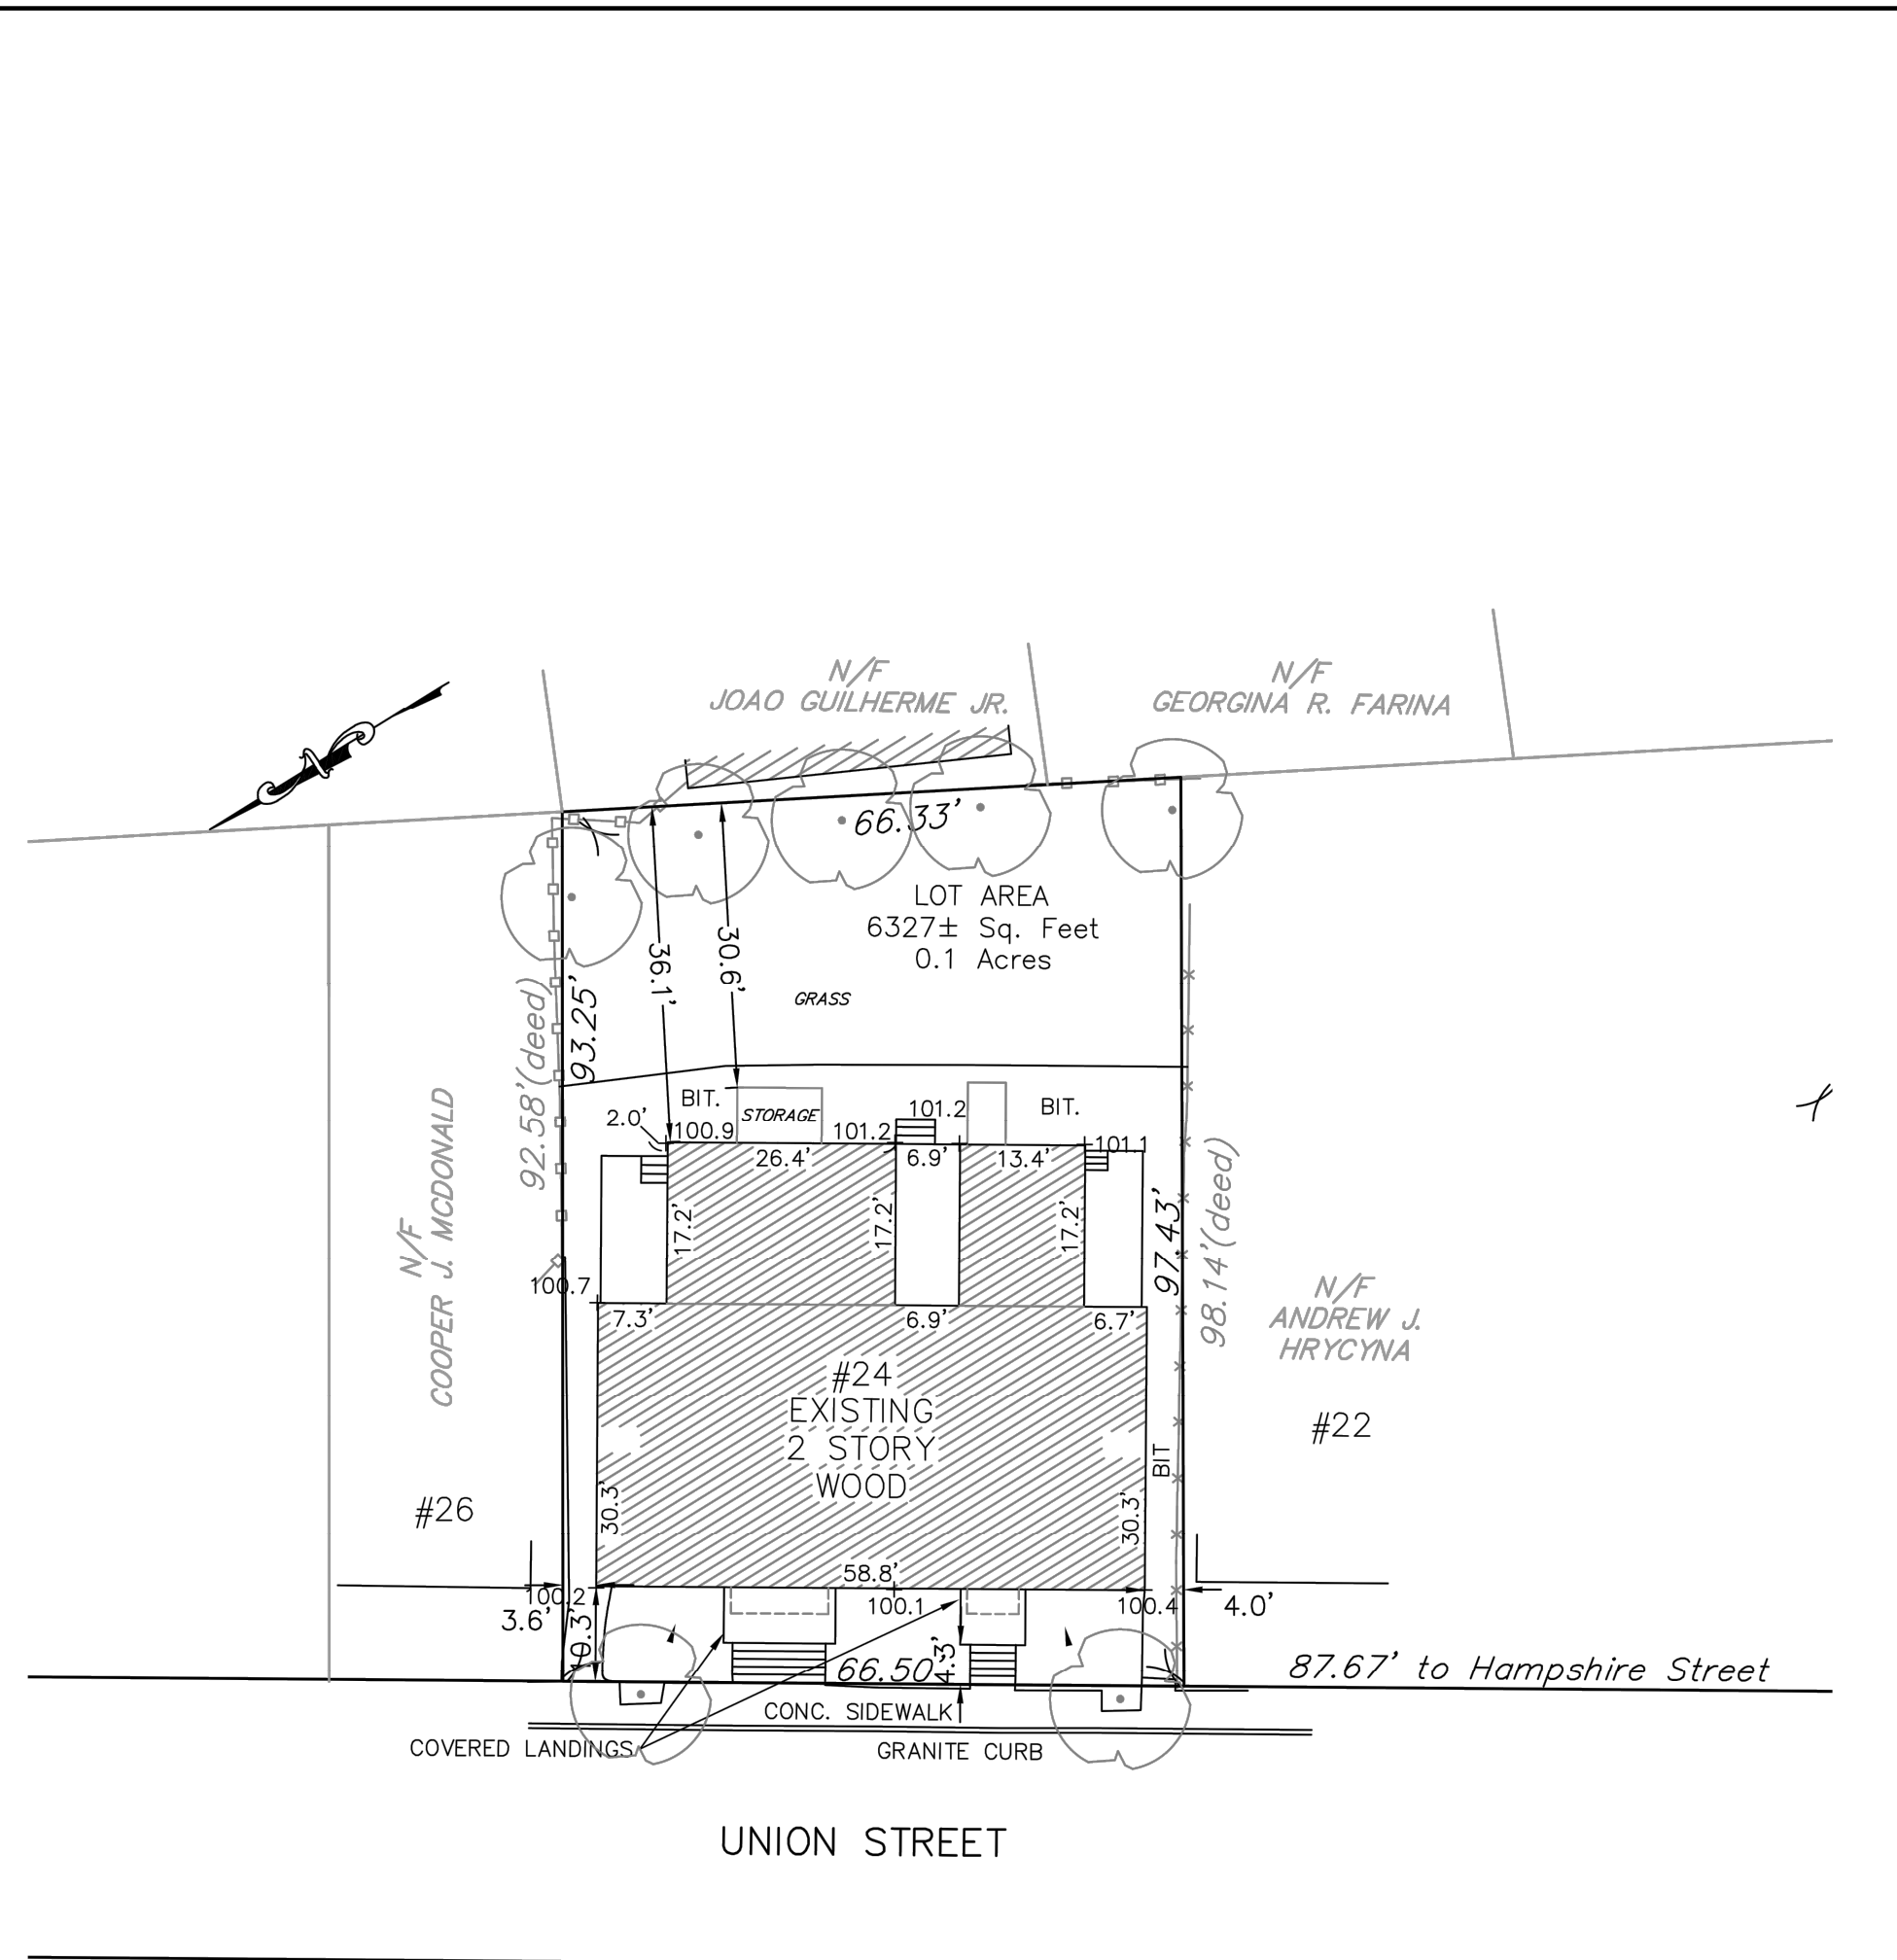 N/F
JOAO GUILHERME JR.
N/F
GEORGINA R. FARINA
N
66.33'
LOT AREA
6327± Sq. Feet
0.1 Acres
36.1'
30.6'
GRASS
93.25'
92.58'(deed)
N/F
COOPER J. MCDONALD
BIT.
STORAGE
101.2
BIT.
2.0'
100.9
101.2
101.1
26.4'
6.9'
13.4'
17.2'
17.2'
17.2'
97.43'
98.14'(deed)
100.7
7.3'
6.9'
6.7'
N/F
ANDREW J.
HRYCYNA
#24
EXISTING
2 STORY
WOOD
#22
BIT
#26
30.3'
30.3'
58.8'
100.2
100.1
100.4
3.6'
4.0'
10.3'
66.50'
4.3'
87.67' to Hampshire Street
CONC. SIDEWALK
COVERED LANDINGS
GRANITE CURB
UNION STREET